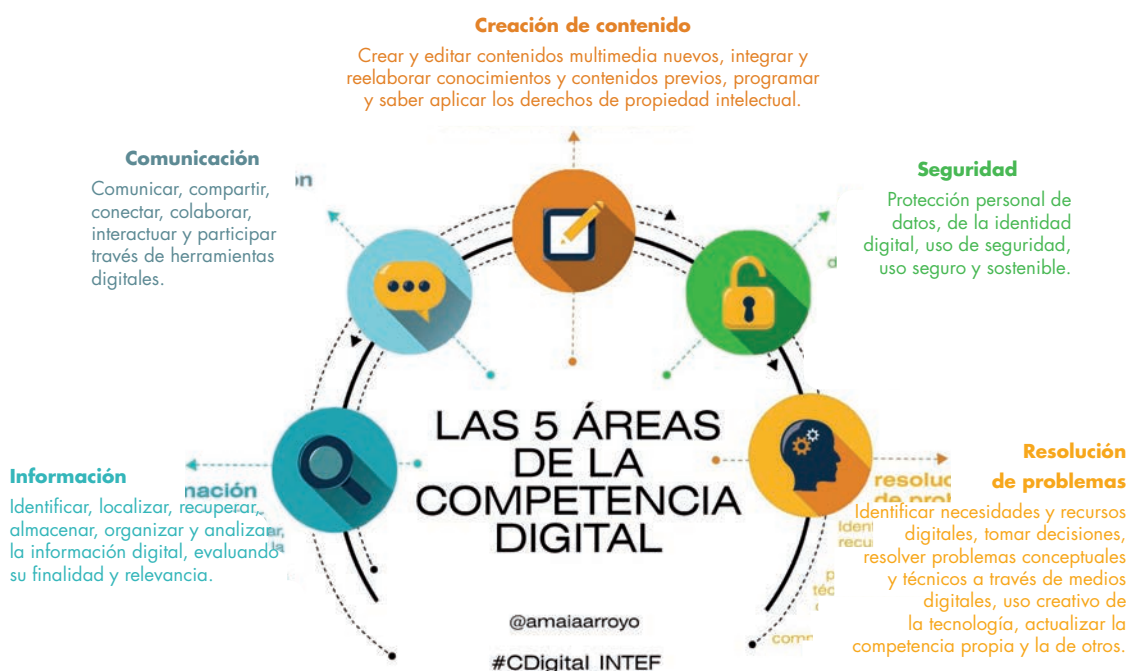 Creación de contenido
Crear y editar contenidos multimedia nuevos, integrar y
reelaborar conocimientos y contenidos previos, programar
y saber aplicar los derechos de propiedad intelectual.
Comunicación
Comunicar, compartir,
conectar, colaborar,
interactuar y participar
través de herramientas
digitales.
Seguridad
Protección personal de
datos, de la identidad
digital, uso de seguridad,
uso seguro y sostenible.
Información
Identificar, localizar, recuperar,
almacenar, organizar y analizar
la información digital, evaluando
su finalidad y relevancia.
LAS 5 ÁREAS
DE LA
COMPETENCIA
DIGITAL
@amaiaarroyo
#CDigital_INTEF
Resolución
de problemas
Identificar necesidades y recursos
digitales, tomar decisiones,
resolver problemas conceptuales
y técnicos a través de medios
digitales, uso creativo de
la tecnología, actualizar la
competencia propia y la de otros.